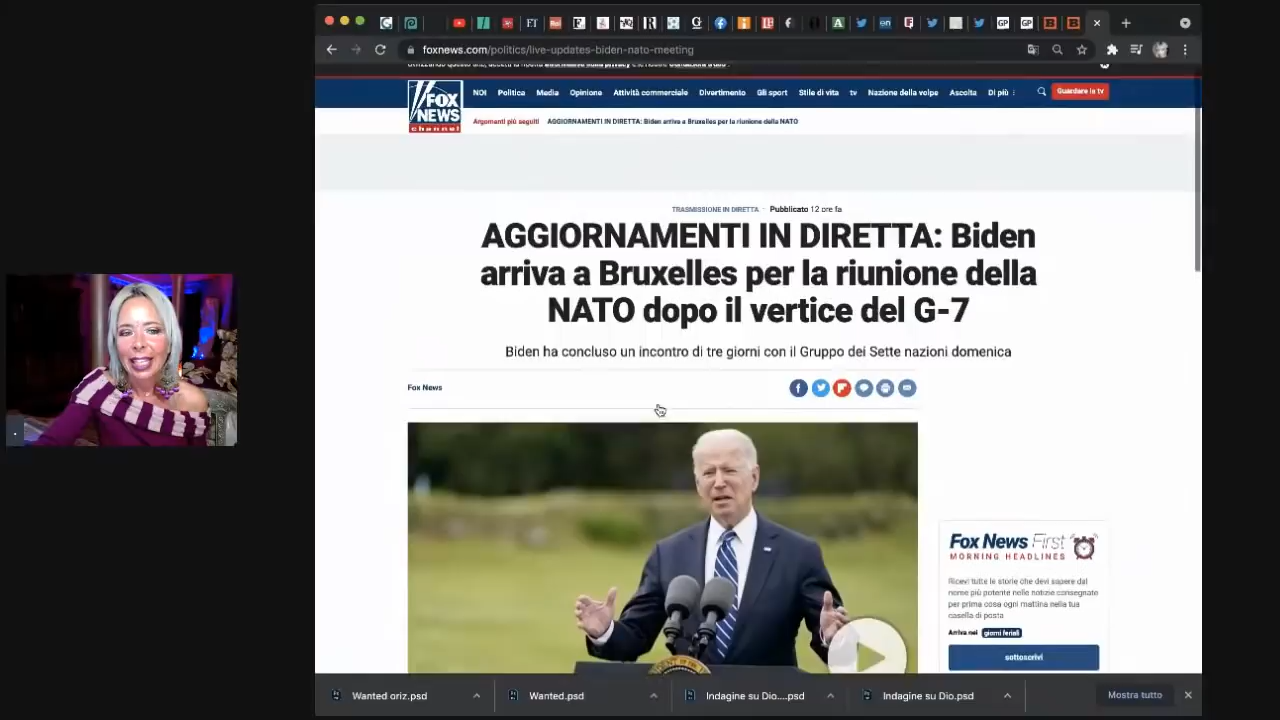 foxnews.com/politics/live-updates-biden-nato-meeting
FOX
NEWS
channel
NOI Politica Media Opinione Attività commerciale Divertimento Gli sport Stile di vita tv Nazione della volpe Ascolta Di più
Guardare la tv
Argomenti più seguiti AGGIORNAMENTI IN DIRETTA: Biden arriva a Bruxelles per la riunione della NATO
TRASMISSIONE IN DIRETTA · Pubblicato 12 ore fa
AGGIORNAMENTI IN DIRETTA: Biden
arriva a Bruxelles per la riunione della
NATO dopo il vertice del G-7
Biden ha concluso un incontro di tre giorni con il Gruppo dei Sette nazioni domenica
Fox News
Fox News First
MORNING HEADLINES
Ricevi tutte le storie che devi sapere dal
nome più potente nelle notizie consegnate
per prima cosa ogni mattina nella tua
casella di posta
Arriva nei giorni feriali
sottoscrivi
Wanted oriz.psd
Wanted.psd
Indagine su Dio....psd
Indagine su Dio.psd
Mostra tutto